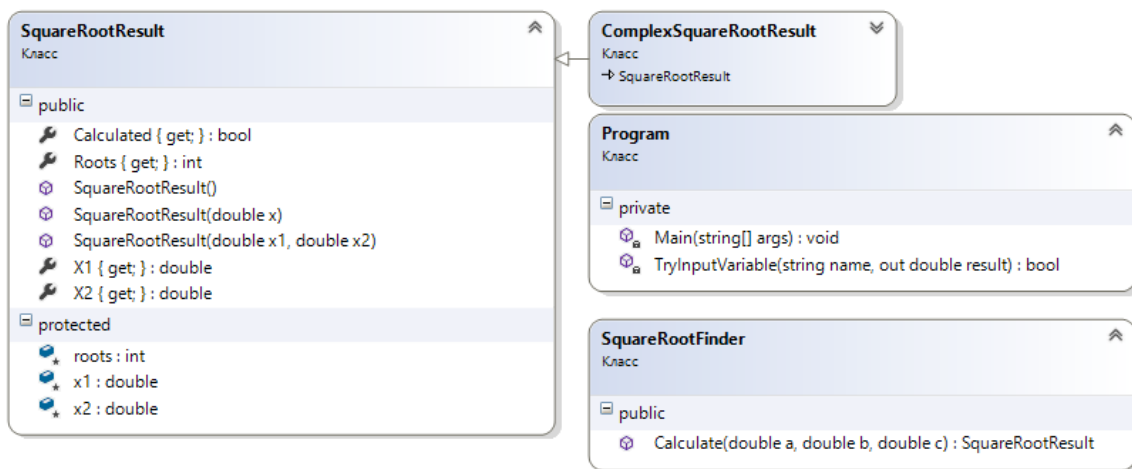 SquareRootResult
Класс
public
Calculated { get; } : bool
Roots { get; } : int
SquareRootResult()
SquareRootResult(double x)
SquareRootResult(double x1, double x2)
X1 { get; } : double
X2 { get; } : double
protected
roots : int
x1 : double
x2 : double
ComplexSquareRootResult
Класс
SquareRootResult
Program
Класс
private
Main(string[] args) : void
TryInputVariable(string name, out double result) : bool
SquareRootFinder
Класс
public
Calculate(double a, double b, double c) : SquareRootResult